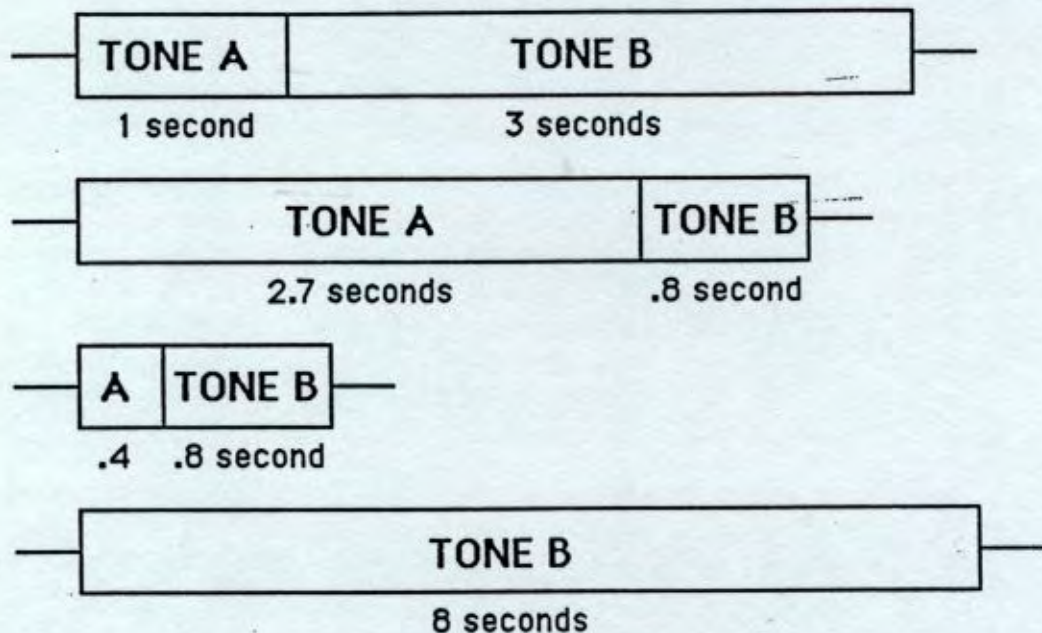 TONE A TONE B
1 second 3 seconds
TONE A TONE B
2.7 seconds .8 second
A TONE B
.4 .8 second
TONE B
8 seconds